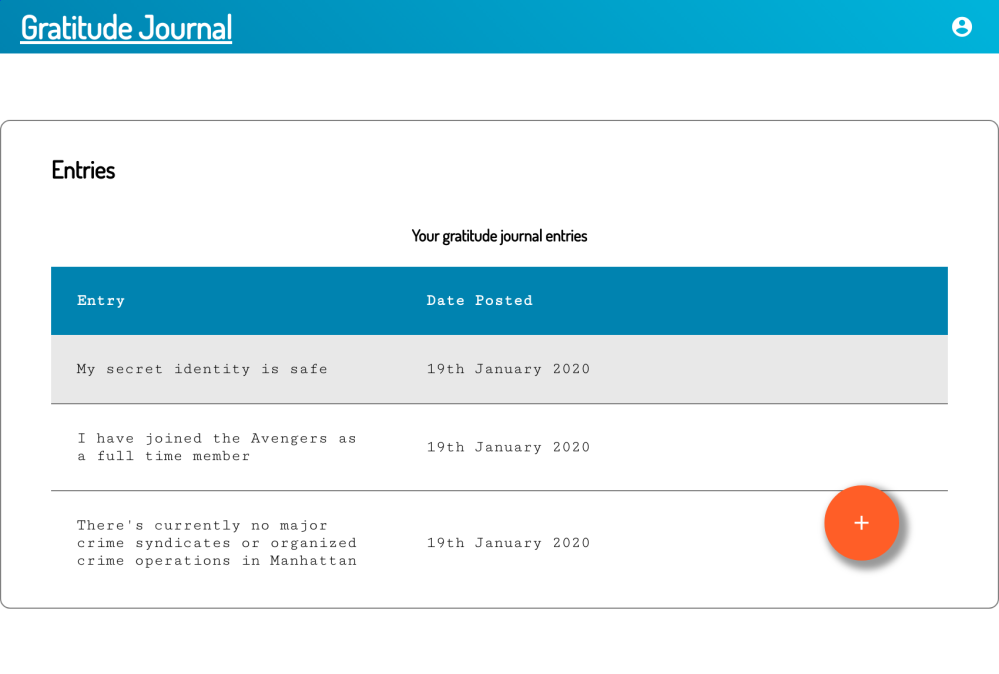 Gratitude Journal
Entries
Your gratitude journal entries
Entry Date Posted
My secret identity is safe 19th January 2020
I have joined the Avengers as
a full time member
19th January 2020
There's currently no major
crime syndicates or organized
crime operations in Manhattan
19th January 2020
+